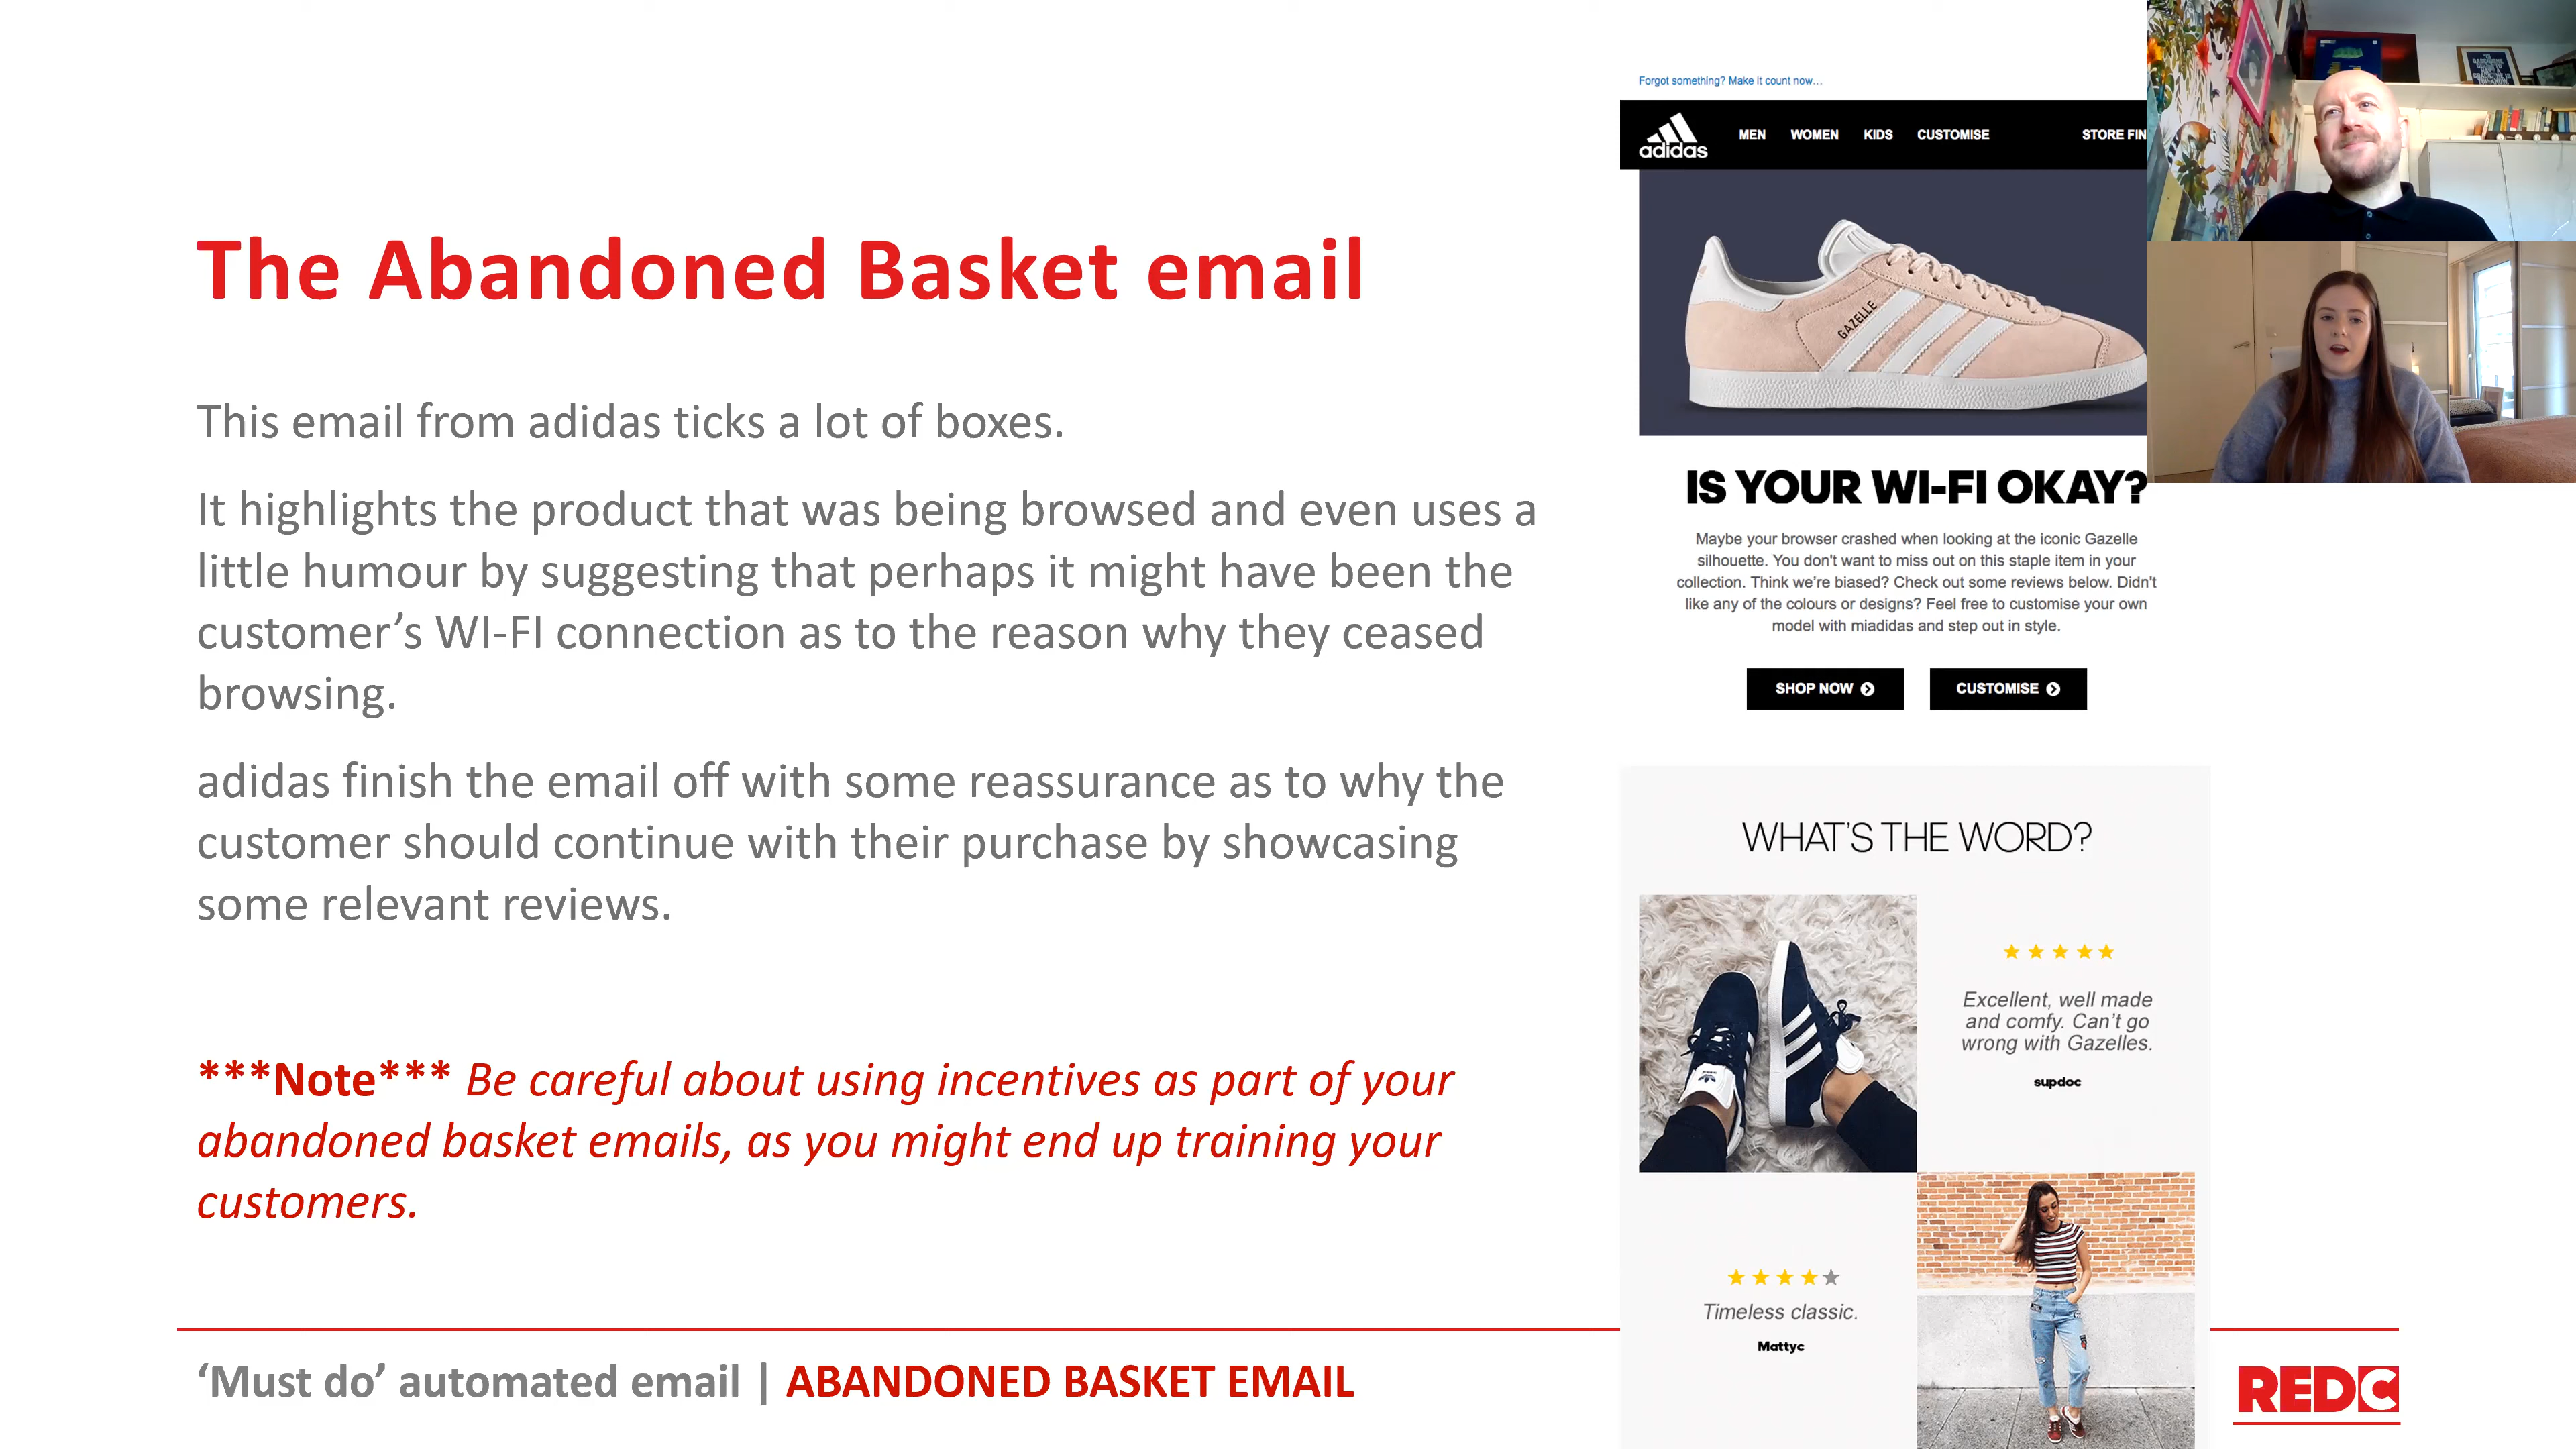 The Abandoned Basket email
This email from adidas ticks a lot of boxes.
It highlights the product that was being browsed and even uses a
little humour by suggesting that perhaps it might have been the
customer’s WI-FI connection as to the reason why they ceased
browsing.
adidas finish the email off with some reassurance as to why the
customer should continue with their purchase by showcasing
some relevant reviews.
***Note*** Be careful about using incentives as part of your
abandoned basket emails, as you might end up training your
customers.
‘Must do’ automated email | ABANDONED BASKET EMAIL
Forgot something? Make it count now…
adidas
MEN WOMEN KIDS CUSTOMISE STORE FIN
GAZELLE
IS YOUR WI-FI OKAY?
Maybe your browser crashed when looking at the iconic Gazelle
silhouette. You don't want to miss out on this staple item in your
collection. Think we're biased? Check out some reviews below. Didn't
like any of the colours or designs? Feel free to customise your own
model with miadidas and step out in style.
SHOP NOW CUSTOMISE
WHAT'S THE WORD?
Excellent, well made
and comfy. Can't go
wrong with Gazelles.
supdoc
Timeless classic.
Mattyc
REDC